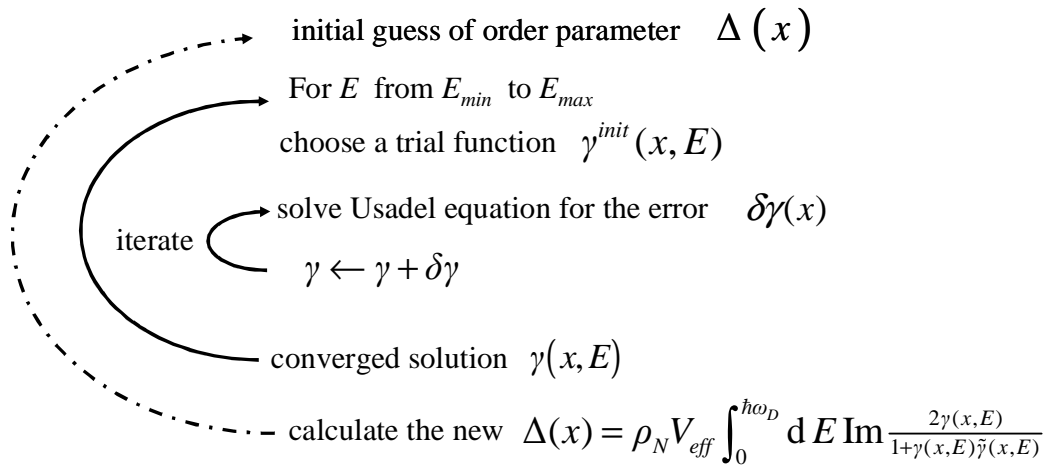 initial guess of order parameter Δ(x)
For E from E_min to E_max
choose a trial function γ^init(x, E)
solve Usadel equation for the error δγ(x)
iterate
γ ← γ + δγ
converged solution γ(x, E)
calculate the new Δ(x) = ρ_N V_eff ∫_0^{ħω_D} d E Im 2γ(x,E) / 1+γ(x,E)γ̃(x,E)